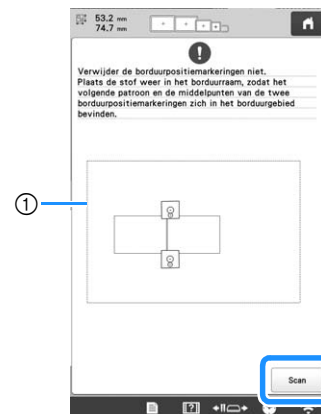 53.2 mm
74.7 mm
Verwijder de borduurpositiemarkeringen niet.
Plaats de stof weer in het borduurraam, zodat het
volgende patroon en de middelpunten van de twee
borduurpositiemarkeringen zich in het borduurgebied
bevinden.
①
Scan